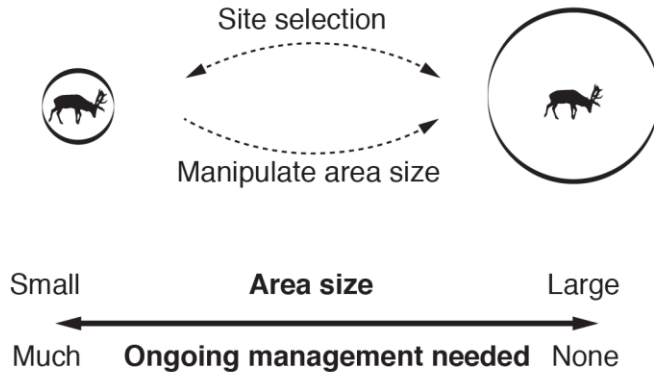 Site selection
Manipulate area size
Small Area size Large
Much Ongoing management needed None